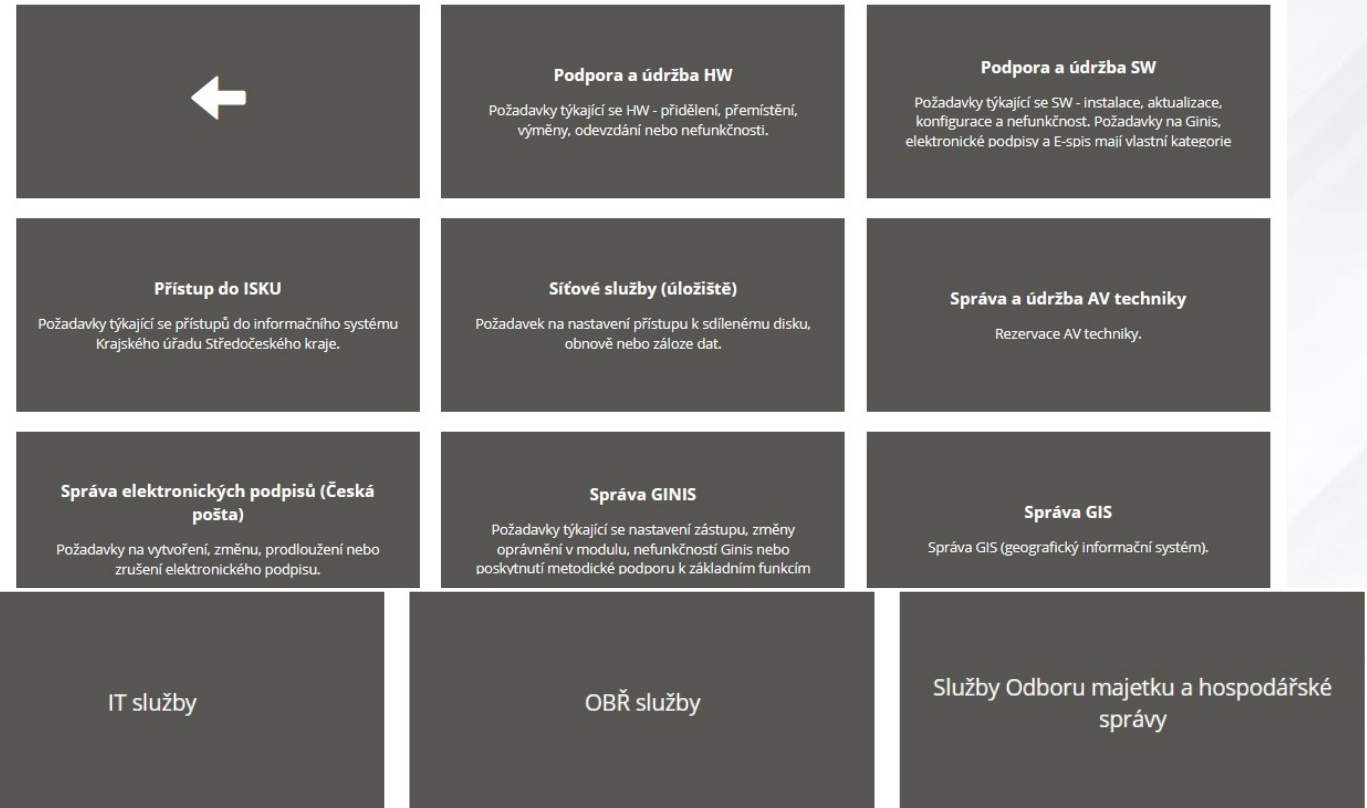 Podpora a údržba HW
Požadavky týkající se HW - přidělení, přemístění,
výměny, odevzdání nebo nefunkčnosti.
Podpora a údržba SW
Požadavky týkající se SW - instalace, aktualizace,
konfigurace a nefunkčnost. Požadavky na Ginis,
elektronické podpisy a E-spis mají vlastní kategorie
Přístup do ISKU
Požadavky týkající se přístupů do informačního systému
Krajského úřadu Středočeského kraje.
Síťové služby (úložiště)
Požadavek na nastavení přístupu k sdílenému disku,
obnově nebo záloze dat.
Správa a údržba AV techniky
Rezervace AV techniky.
Správa elektronických podpisů (Česká
pošta)
Požadavky na vytvoření, změnu, prodloužení nebo
zrušení elektronického podpisu.
Správa GINIS
Požadavky týkající se nastavení zástupu, změny
oprávnění v modulu, nefunkčností Ginis nebo
poskytnutí metodické podporu k základním funkcím
Správa GIS
Správa GIS (geografický informační systém).
IT služby
OBŘ služby
Služby Odboru majetku a hospodářské
správy